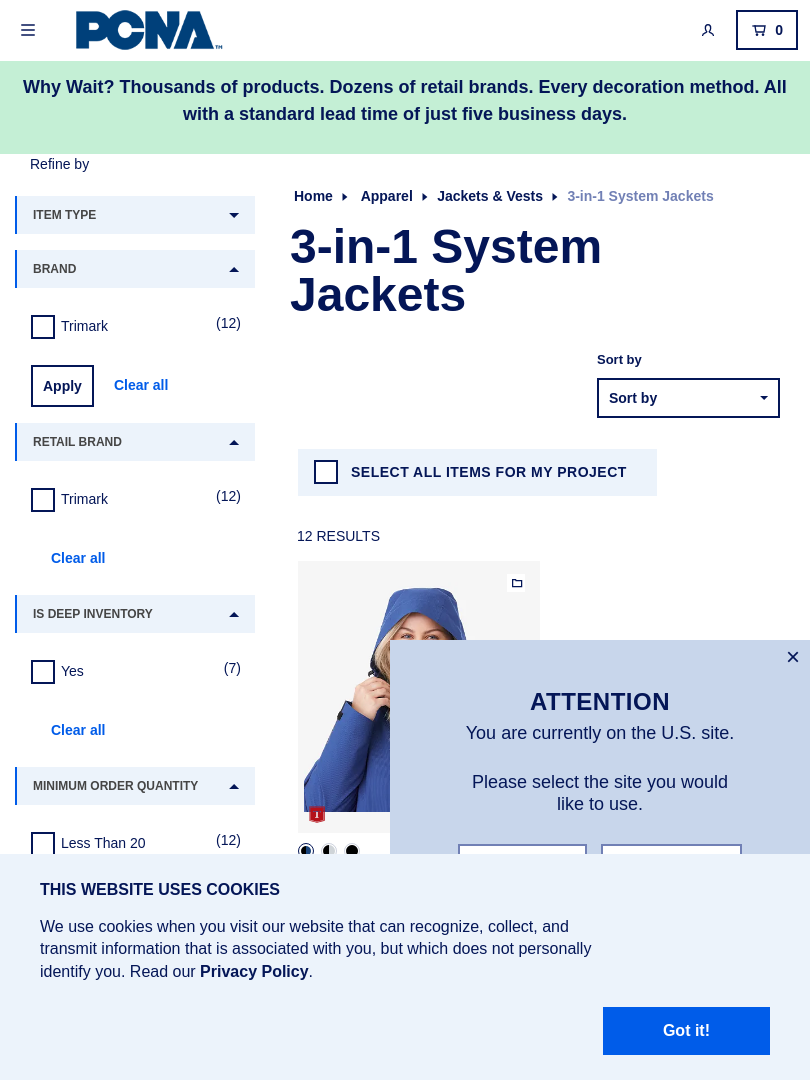 PCNA™
0
Why Wait? Thousands of products. Dozens of retail brands. Every decoration method. All
with a standard lead time of just five business days.
Refine by
ITEM TYPE
BRAND
Trimark
(12)
Apply
Clear all
RETAIL BRAND
Trimark
(12)
Clear all
IS DEEP INVENTORY
Yes
(7)
Clear all
MINIMUM ORDER QUANTITY
Less Than 20
(12)
Home
Apparel
Jackets & Vests
3-in-1 System Jackets
3-in-1 System
Jackets
Sort by
Sort by
SELECT ALL ITEMS FOR MY PROJECT
12 RESULTS
1
ATTENTION
You are currently on the U.S. site.
Please select the site you would
like to use.
THIS WEBSITE USES COOKIES
We use cookies when you visit our website that can recognize, collect, and
transmit information that is associated with you, but which does not personally
identify you. Read our Privacy Policy.
Got it!